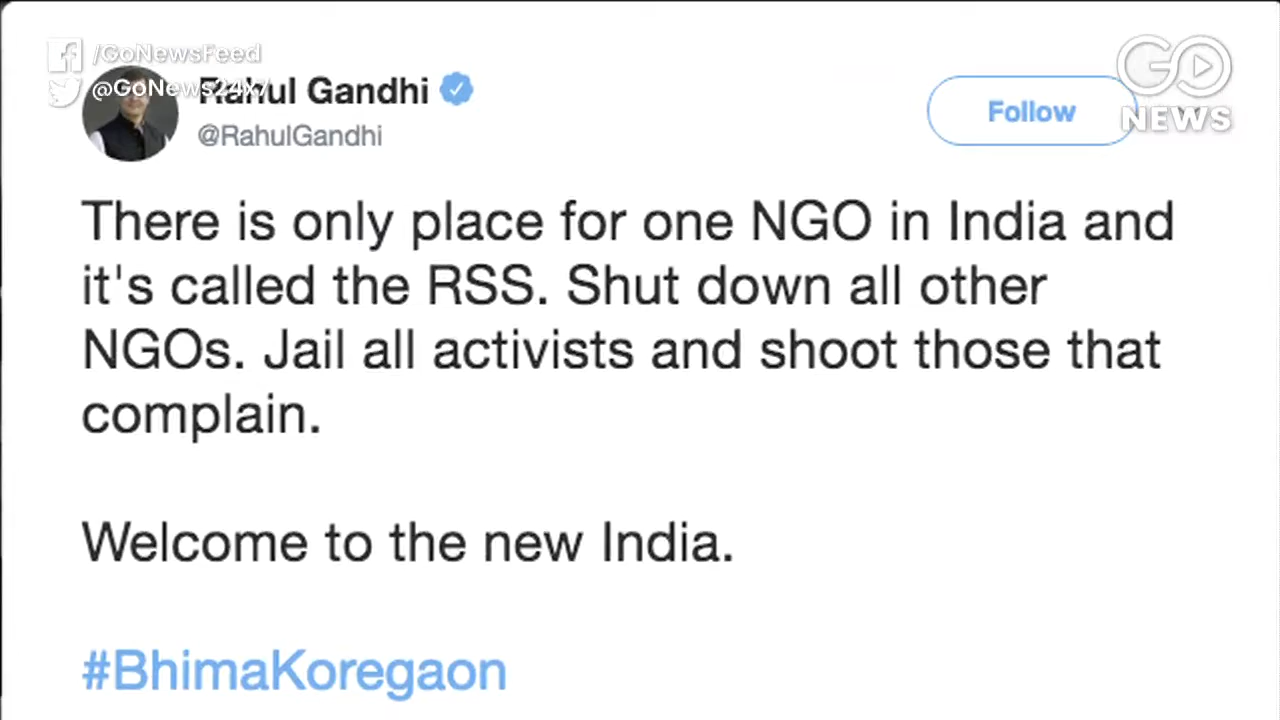 /GoNewsFeed
@GoNews24x7
Rahul Gandhi
@RahulGandhi
Follow
GO
NEWS
There is only place for one NGO in India and
it's called the RSS. Shut down all other
NGOs. Jail all activists and shoot those that
complain.
Welcome to the new India.
#BhimaKoregaon